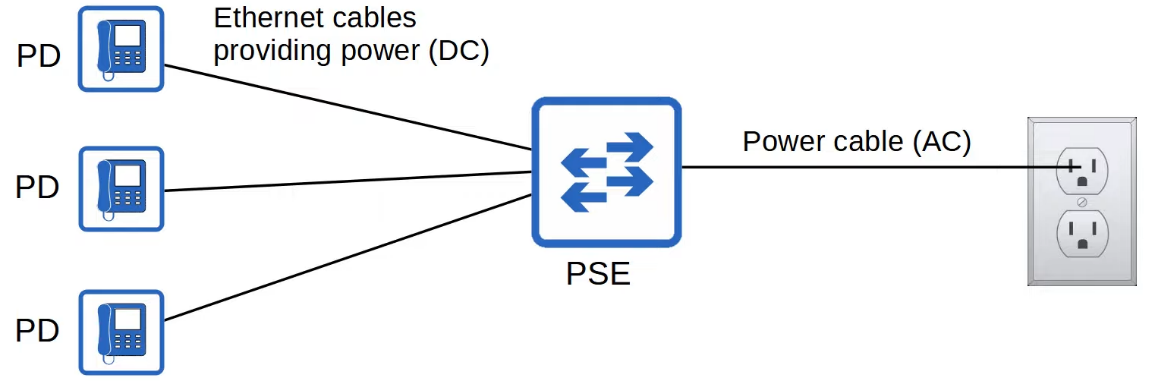 Ethernet cables
providing power (DC)
PD
Power cable (AC)
PD
PSE
PD